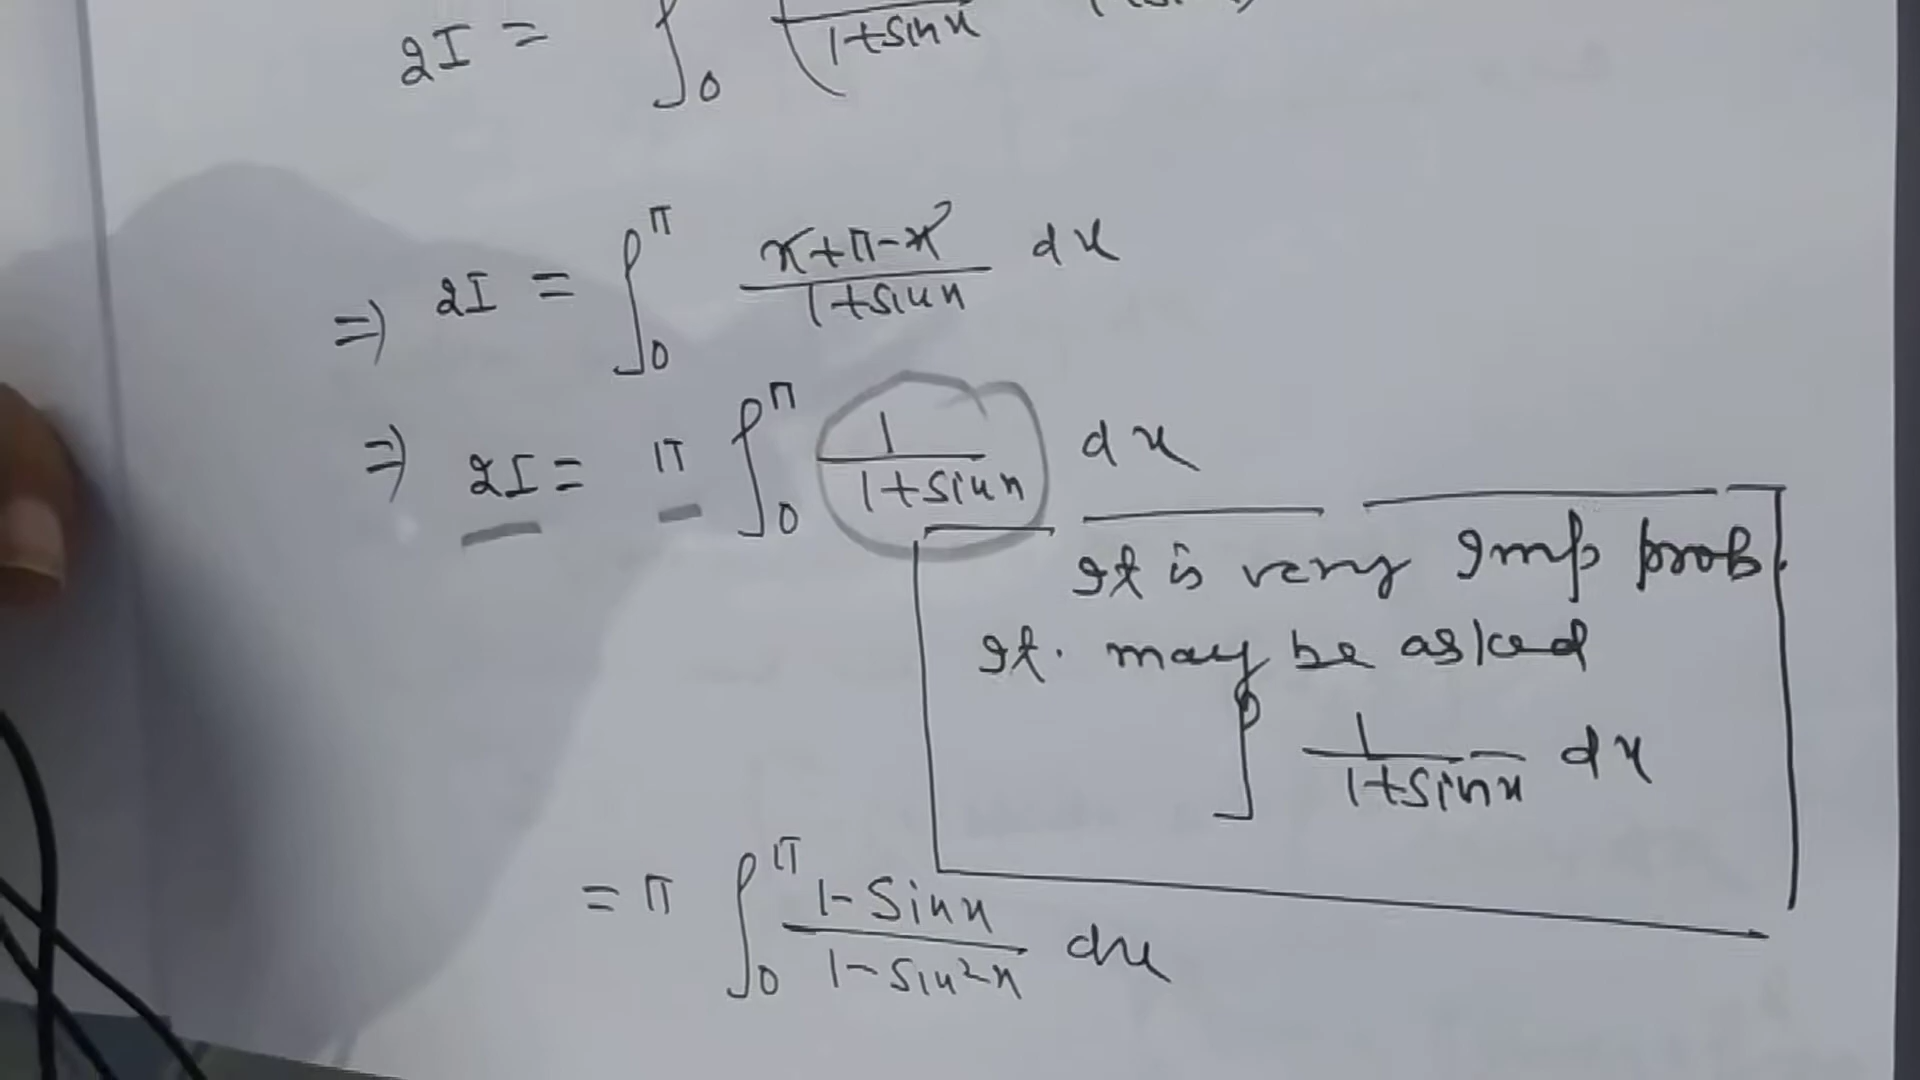 2I = ∫₀ 1+sinx
⇒ 2I = ∫₀^π (x+π-x)/(1+sinx) dx
⇒ 2I = π ∫₀^π 1/(1+sinx) dx
It is very Imp prob.
It. may be asked
∫ 1/(1+sinx) dx
= π ∫₀^π (1-Sinx)/(1-Sin²x) dx